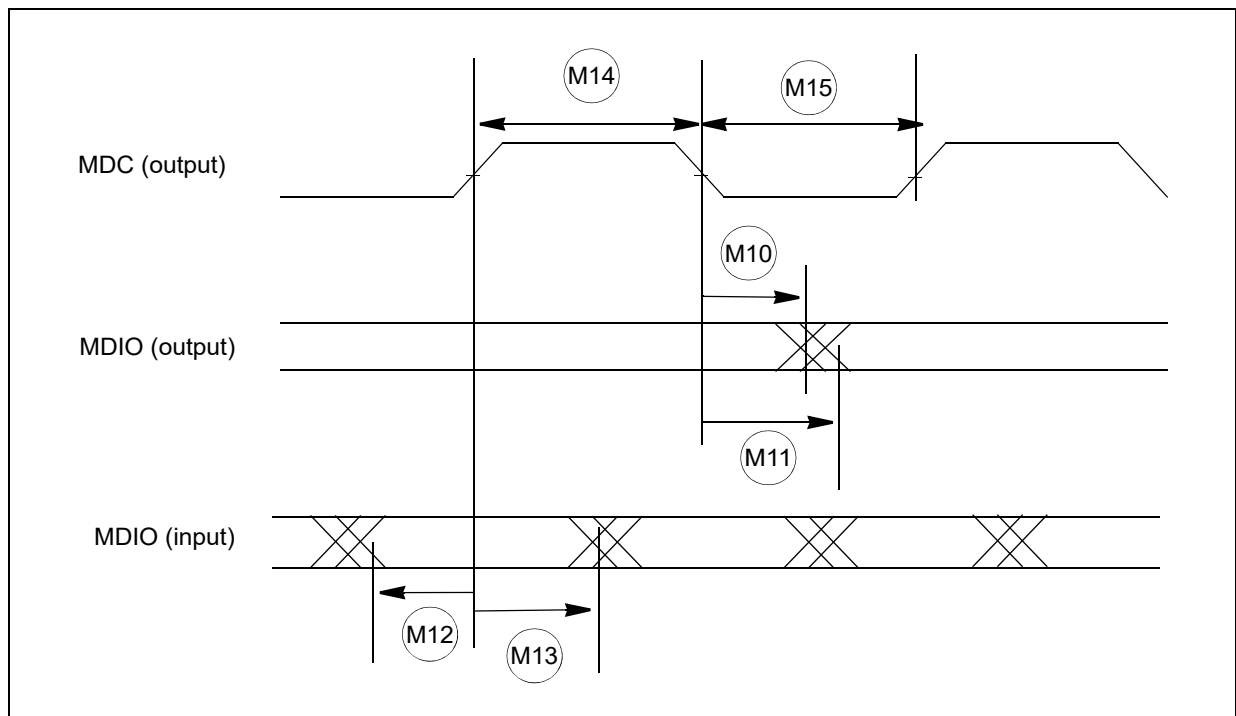 M14
M15
MDC (output)
M10
MDIO (output)
M11
MDIO (input)
M12
M13